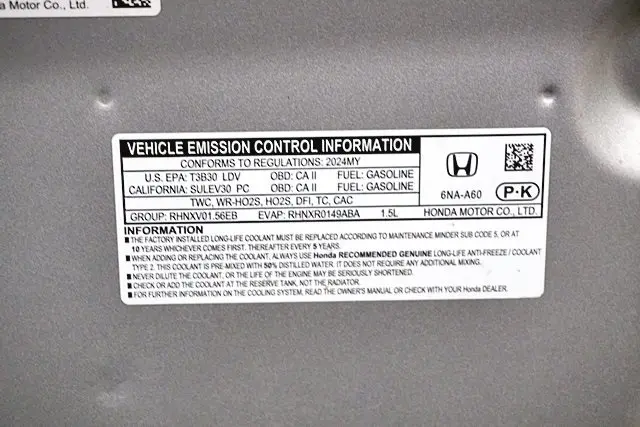 a Motor Co., Ltd.
VEHICLE EMISSION CONTROL INFORMATION
CONFORMS TO REGULATIONS: 2024MY
U.S. EPA: T3B30 LDV OBD: CA II FUEL: GASOLINE
CALIFORNIA: SULEV30 PC OBD: CA II FUEL: GASOLINE
TWC, WR-HO2S, HO2S, DFI, TC, CAC
GROUP: RHNXV01.56EB EVAP: RHNXR0149ABA 1.5L
6NA-A60
P·K
HONDA MOTOR CO., LTD.
INFORMATION
■ THE FACTORY INSTALLED LONG-LIFE COOLANT MUST BE REPLACED ACCORDING TO MAINTENANCE MINDER SUB CODE 5, OR AT
10 YEARS WHICHEVER COMES FIRST. THEREAFTER EVERY 5 YEARS.
■ WHEN ADDING OR REPLACING THE COOLANT, ALWAYS USE Honda RECOMMENDED GENUINE LONG-LIFE ANTI-FREEZE / COOLANT
TYPE 2. THIS COOLANT IS PRE-MIXED WITH 50% DISTILLED WATER. IT DOES NOT REQUIRE ANY ADDITIONAL MIXING.
■ NEVER DILUTE THE COOLANT, OR THE LIFE OF THE ENGINE MAY BE SERIOUSLY SHORTENED.
■ CHECK OR ADD THE COOLANT AT THE RESERVE TANK, NOT THE RADIATOR.
■ FOR FURTHER INFORMATION ON THE COOLING SYSTEM, READ THE OWNER'S MANUAL OR CHECK WITH YOUR Honda DEALER.